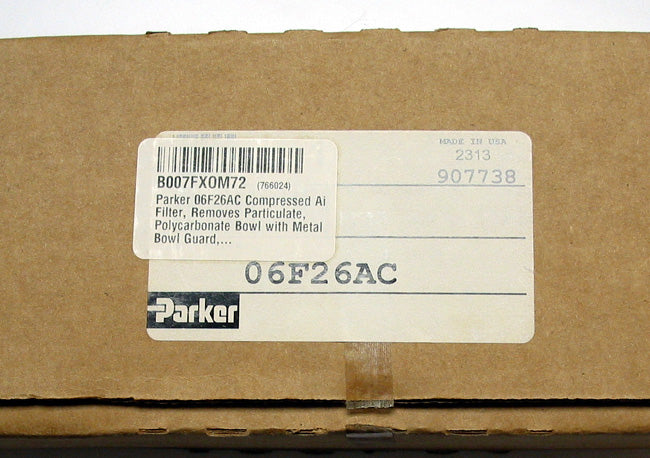 MADE IN USA
2313
907738
B007FXOM72 (766024)
Parker 06F26AC Compressed Ai
Filter, Removes Particulate,
Polycarbonate Bowl with Metal
Bowl Guard,...
06F26AC
Parker